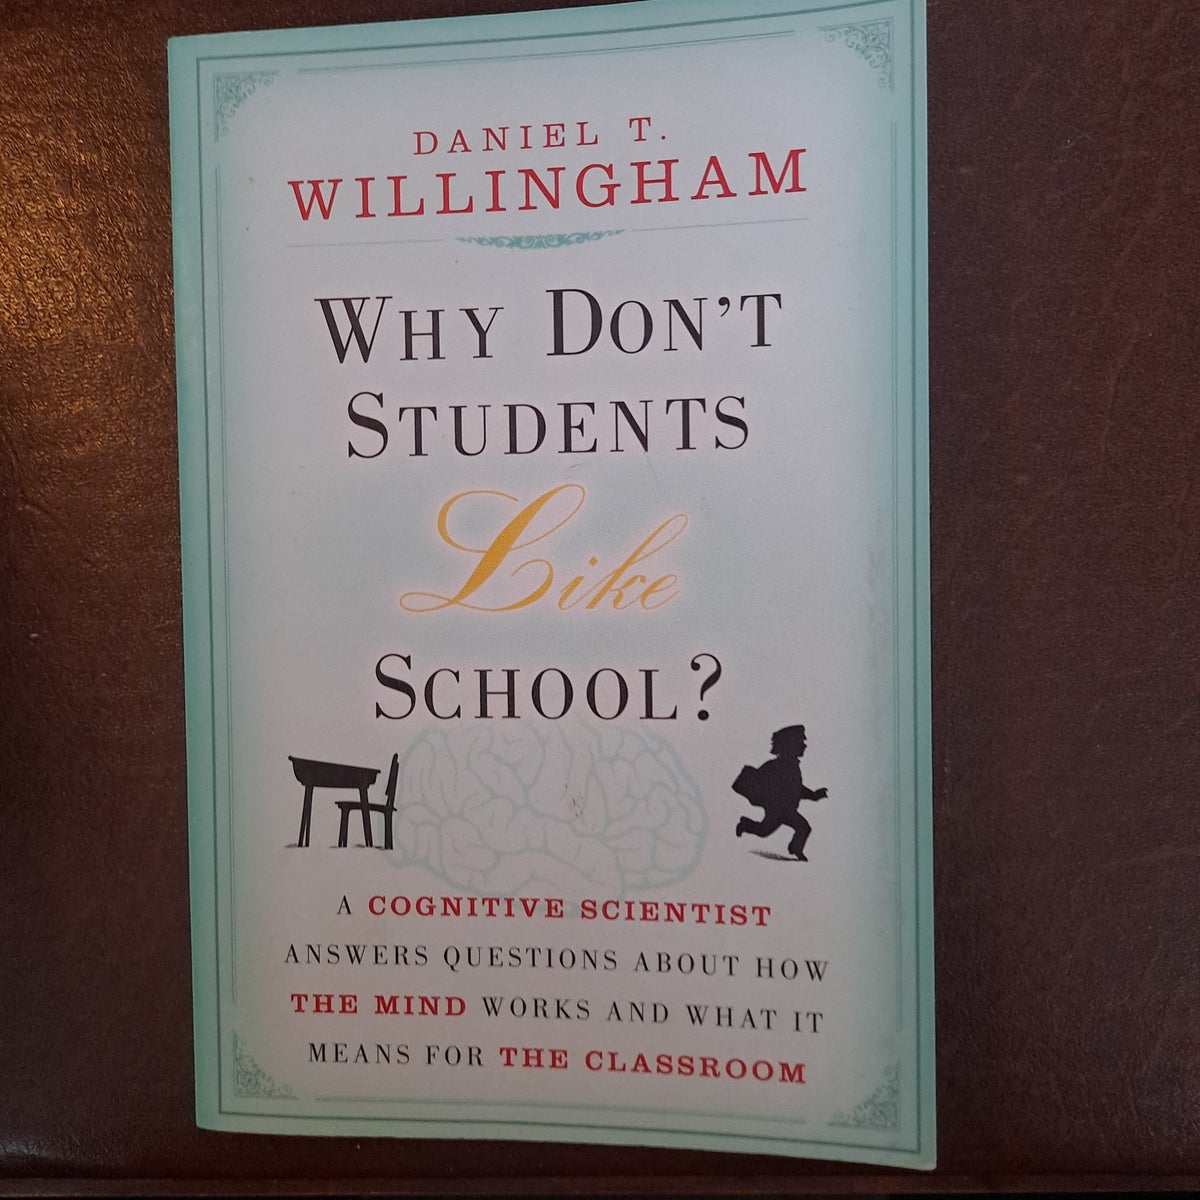 DANIEL T.
WILLINGHAM
WHY DON'T
STUDENTS
Like
SCHOOL?
A COGNITIVE SCIENTIST
ANSWERS QUESTIONS ABOUT HOW
THE MIND WORKS AND WHAT IT
MEANS FOR THE CLASSROOM